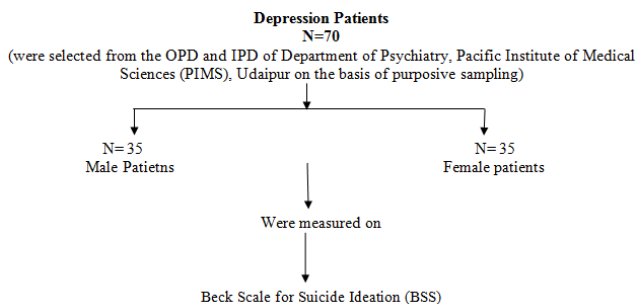 Depression Patients
N=70
(were selected from the OPD and IPD of Department of Psychiatry, Pacific Institute of Medical
Sciences (PIMS), Udaipur on the basis of purposive sampling)
N= 35
Male Patietns
N= 35
Female patients
Were measured on
Beck Scale for Suicide Ideation (BSS)